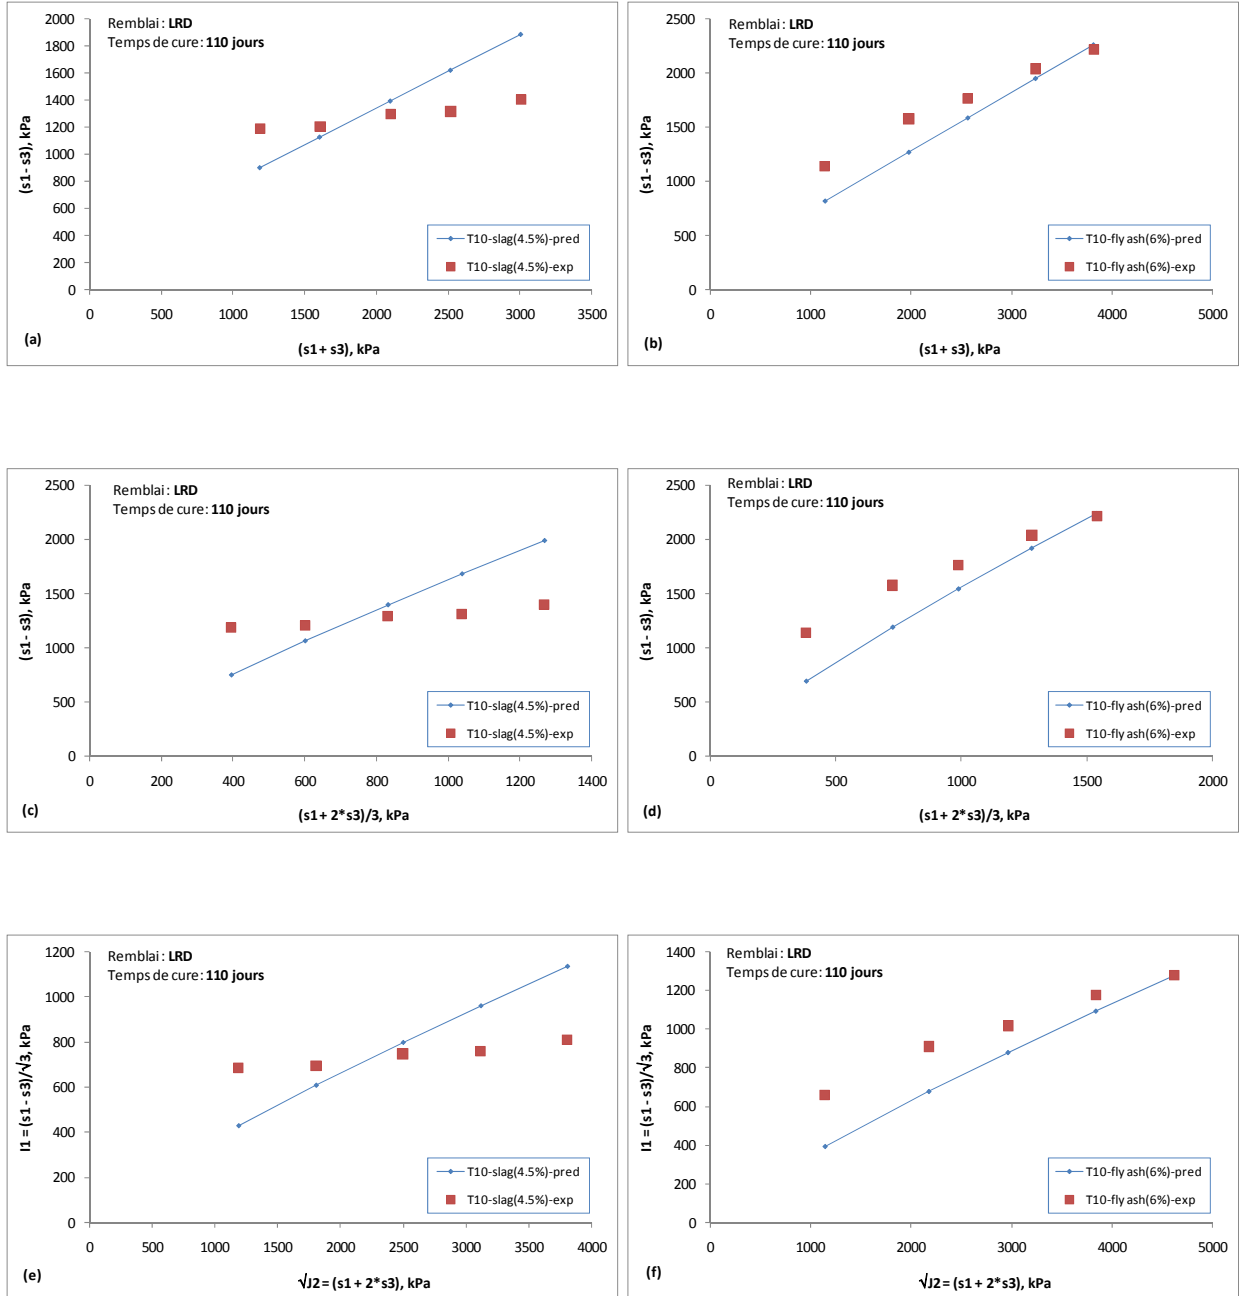 Remblai : LRD
Temps de cure: 110 jours
2000
1800
1600
1400
1200
1000
800
600
400
200
0
(s1 - s3), kPa
T10-slag(4.5%)-pred
T10-slag(4.5%)-exp
0 500 1000 1500 2000 2500 3000 3500
(a)
(s1 + s3), kPa
Remblai : LRD
Temps de cure: 110 jours
2500
2000
1500
1000
500
0
(s1 - s3), kPa
T10-fly ash(6%)-pred
T10-fly ash(6%)-exp
0 1000 2000 3000 4000 5000
(b)
(s1 + s3), kPa
Remblai : LRD
Temps de cure: 110 jours
2500
2000
1500
1000
500
0
(s1 - s3), kPa
T10-slag(4.5%)-pred
T10-slag(4.5%)-exp
0 200 400 600 800 1000 1200 1400
(c)
(s1 + 2*s3)/3, kPa
Remblai : LRD
Temps de cure: 110 jours
2500
2000
1500
1000
500
0
(s1 - s3), kPa
T10-fly ash(6%)-pred
T10-fly ash(6%)-exp
0 500 1000 1500 2000
(d)
(s1 + 2*s3)/3, kPa
Remblai : LRD
Temps de cure: 110 jours
1200
1000
800
600
400
200
0
I1 = (s1 - s3)/√3, kPa
T10-slag(4.5%)-pred
T10-slag(4.5%)-exp
0 500 1000 1500 2000 2500 3000 3500 4000
(e)
√J2 = (s1 + 2*s3), kPa
Remblai : LRD
Temps de cure: 110 jours
1400
1200
1000
800
600
400
200
0
I1 = (s1 - s3)/√3, kPa
T10-fly ash(6%)-pred
T10-fly ash(6%)-exp
0 1000 2000 3000 4000 5000
(f)
√J2 = (s1 + 2*s3), kPa